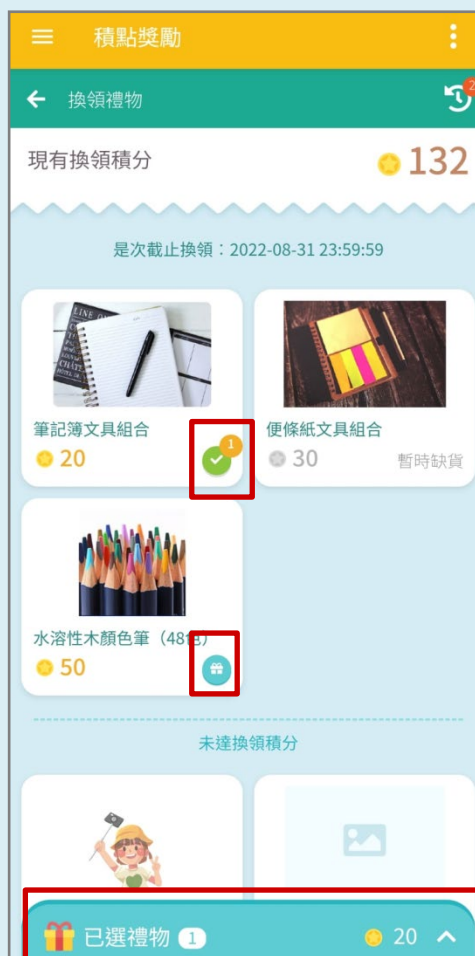 積點獎勵
換領禮物
2
現有換領積分
132
是次截止換領：2022-08-31 23:59:59
筆記簿文具組合
20
1
便條紙文具組合
30
暫時缺貨
水溶性木顏色筆（48色）
50
未達換領積分
已選禮物 1
20